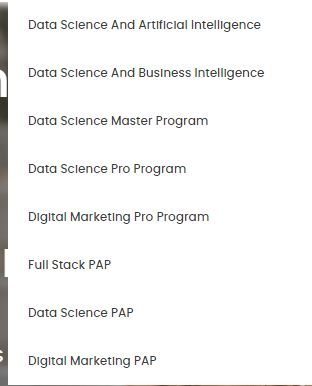 Data Science And Artificial Intelligence
Data Science And Business Intelligence
Data Science Master Program
Data Science Pro Program
Digital Marketing Pro Program
Full Stack PAP
Data Science PAP
Digital Marketing PAP